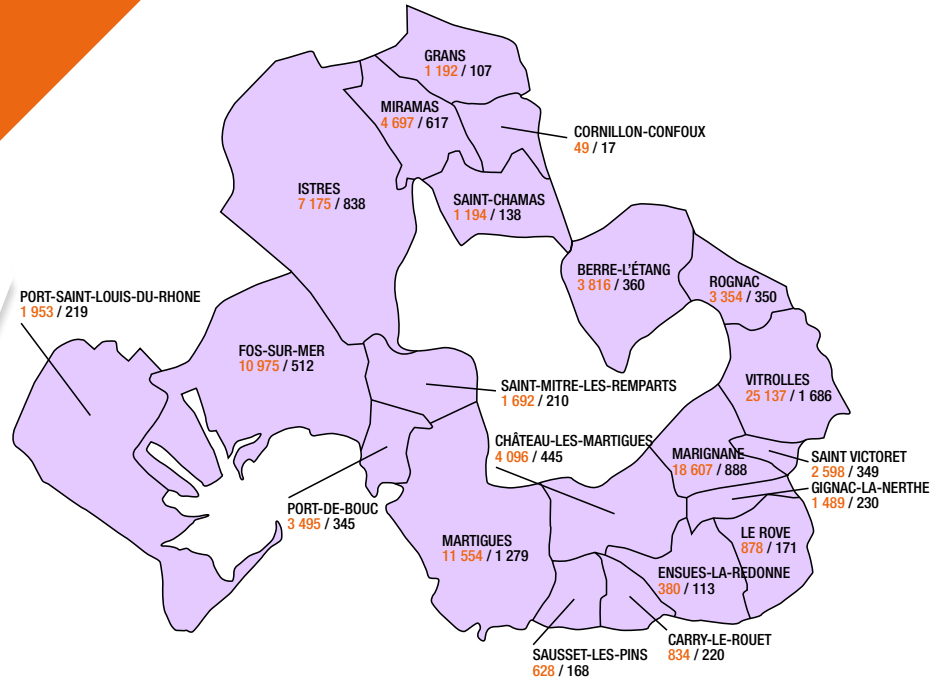 GRANS
1 192 / 107
MIRAMAS
4 697 / 617
CORNILLON-CONFOUX
49 / 17
ISTRES
7 175 / 838
SAINT-CHAMAS
1 194 / 138
BERRE-L'ÉTANG
3 816 / 360
ROGNAC
3 354 / 350
PORT-SAINT-LOUIS-DU-RHONE
1 953 / 219
FOS-SUR-MER
10 975 / 512
SAINT-MITRE-LES-REMPARTS
1 692 / 210
VITROLLES
25 137 / 1 686
CHÂTEAU-LES-MARTIGUES
4 096 / 445
MARIGNANE
18 607 / 888
SAINT VICTORET
2 598 / 349
GIGNAC-LA-NERTHE
1 489 / 230
PORT-DE-BOUC
3 495 / 345
MARTIGUES
11 554 / 1 279
LE ROVE
878 / 171
ENSUES-LA-REDONNE
380 / 113
CARRY-LE-ROUET
834 / 220
SAUSSET-LES-PINS
628 / 168